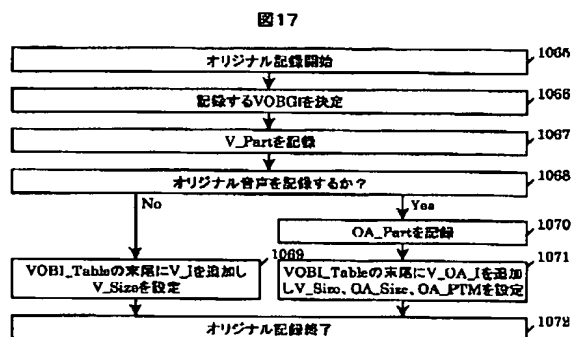 図17
オリジナル記録開始
1065
記録するVOBGIを決定
1066
V_Partを記録
1067
オリジナル音声を記録するか？
1068
No
Yes
OA_Partを記録
1070
VOBI_Tableの末尾にV_Iを追加し
V_Sizeを設定
1069
VOBI_Tableの末尾にV_OA_Iを追加
しV_Size、OA_Size、OA_PTMを設定
1071
オリジナル記録終了
1072